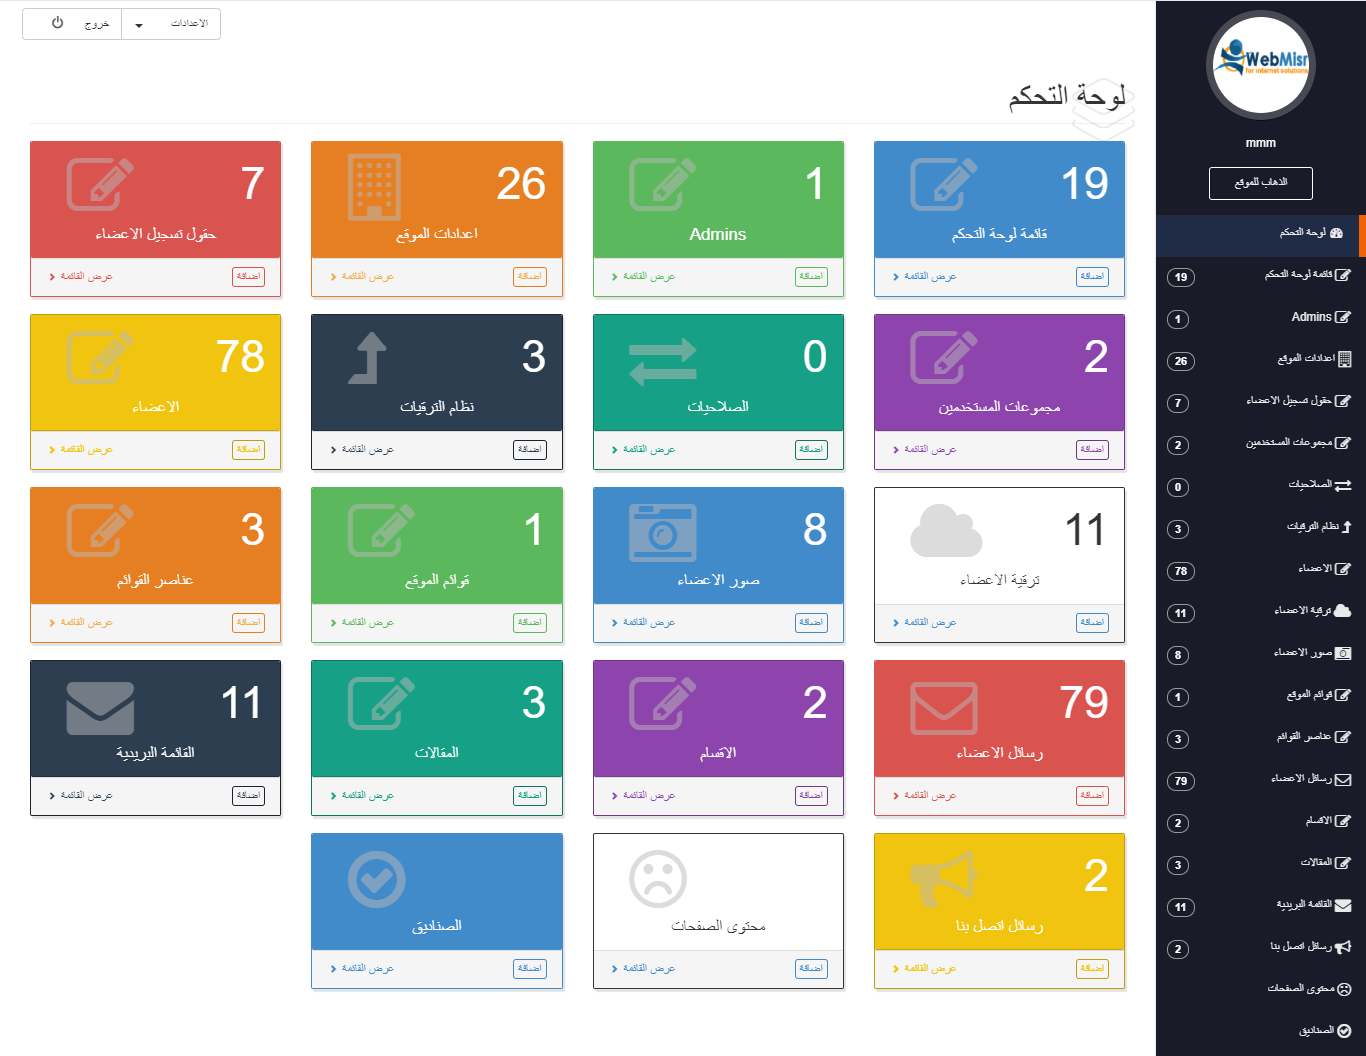 WebMisr
for internet solutions
mmm
الذهاب للموقع
لوحة التحكم
قائمة لوحة التحكم 19
Admins 1
اعدادات الموقع 26
حقول تسجيل الاعضاء 7
مجموعات المستخدمين 2
الصلاحيات 0
نظام الترقيات 3
الاعضاء 78
ترقية الاعضاء 11
صور الاعضاء 8
قوائم الموقع 1
عناصر القوائم 3
رسائل الاعضاء 79
الاقسام 2
المقالات 3
القائمة البريدية 11
رسائل اتصل بنا 2
محتوى الصفحات
الصناديق
الاعدادات
خروج
لوحة التحكم
19
قائمة لوحة التحكم
اضافة عرض القائمة
1
Admins
اضافة عرض القائمة
26
اعدادات الموقع
اضافة عرض القائمة
7
حقول تسجيل الاعضاء
اضافة عرض القائمة
2
مجموعات المستخدمين
اضافة عرض القائمة
0
الصلاحيات
اضافة عرض القائمة
3
نظام الترقيات
اضافة عرض القائمة
78
الاعضاء
اضافة عرض القائمة
11
ترقية الاعضاء
اضافة عرض القائمة
8
صور الاعضاء
اضافة عرض القائمة
1
قوائم الموقع
اضافة عرض القائمة
3
عناصر القوائم
اضافة عرض القائمة
79
رسائل الاعضاء
اضافة عرض القائمة
2
الاقسام
اضافة عرض القائمة
3
المقالات
اضافة عرض القائمة
11
القائمة البريدية
اضافة عرض القائمة
2
رسائل اتصل بنا
اضافة عرض القائمة
محتوى الصفحات
اضافة عرض القائمة
الصناديق
اضافة عرض القائمة